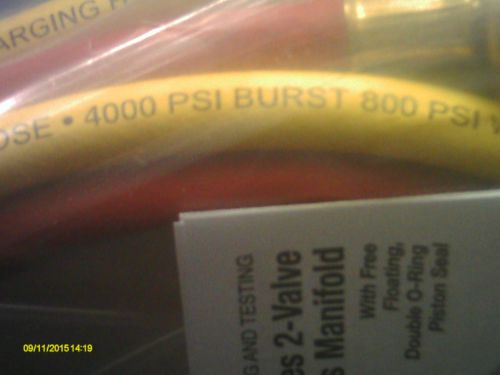 ARGING H
OSE • 4000 PSI BURST 800 PSI
G AND TESTING
es 2-Valve
s Manifold
With Free
Floating,
Double O-Ring
Piston Seal
09/11/2015 14:19